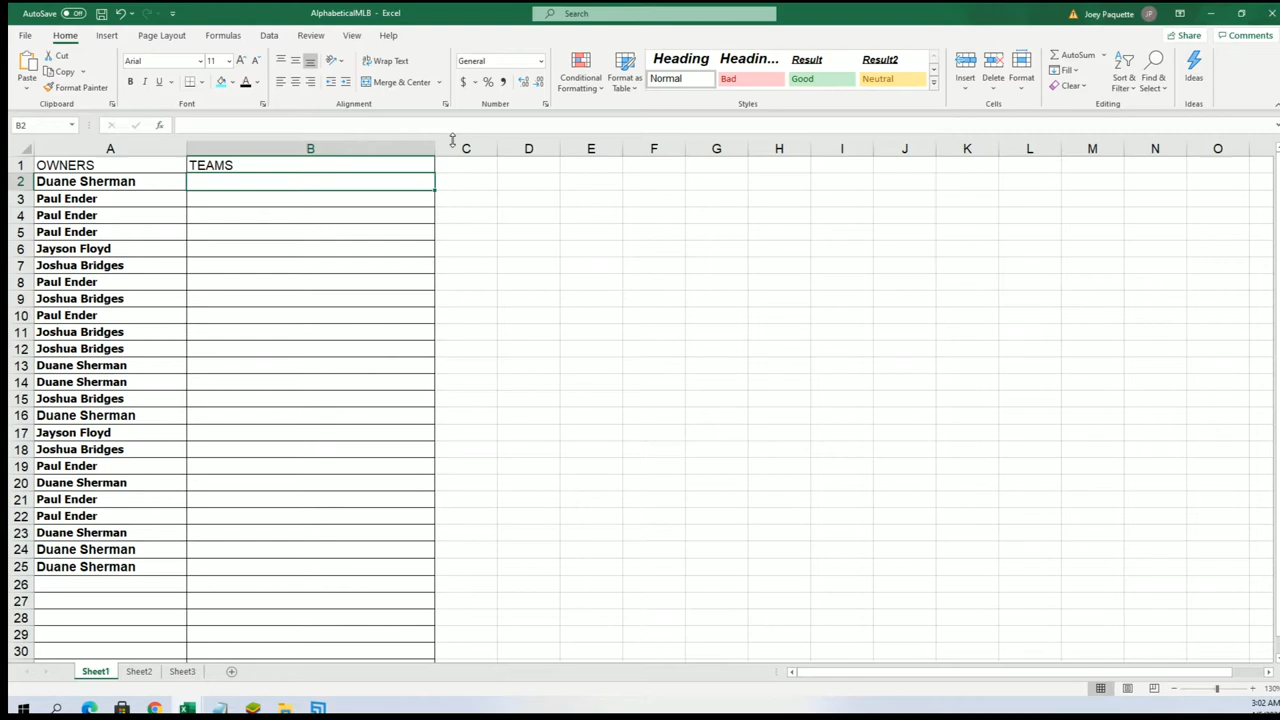 AutoSave Off AlphabeticalMLB - Excel Search Joey Paquette JP
File Home Insert Page Layout Formulas Data Review View Help Share Comments
Paste Cut Copy Format Painter Clipboard
Arial 11 A A B I U A Font
Wrap Text Merge & Center Alignment
General $ % Number
Conditional Formatting Format as Table
Heading Headin... Result Result2
Normal Bad Good Neutral
Styles
Insert Delete Format Cells
AutoSum Fill Clear Sort & Filter Find & Select Editing
Ideas Ideas
B2 fx
A B C D E F G H I J K L M N O
1 OWNERS TEAMS
2 Duane Sherman
3 Paul Ender
4 Paul Ender
5 Paul Ender
6 Jayson Floyd
7 Joshua Bridges
8 Paul Ender
9 Joshua Bridges
10 Paul Ender
11 Joshua Bridges
12 Joshua Bridges
13 Duane Sherman
14 Duane Sherman
15 Joshua Bridges
16 Duane Sherman
17 Jayson Floyd
18 Joshua Bridges
19 Paul Ender
20 Duane Sherman
21 Paul Ender
22 Paul Ender
23 Duane Sherman
24 Duane Sherman
25 Duane Sherman
26
27
28
29
30
Sheet1 Sheet2 Sheet3
130%
3:02 AM